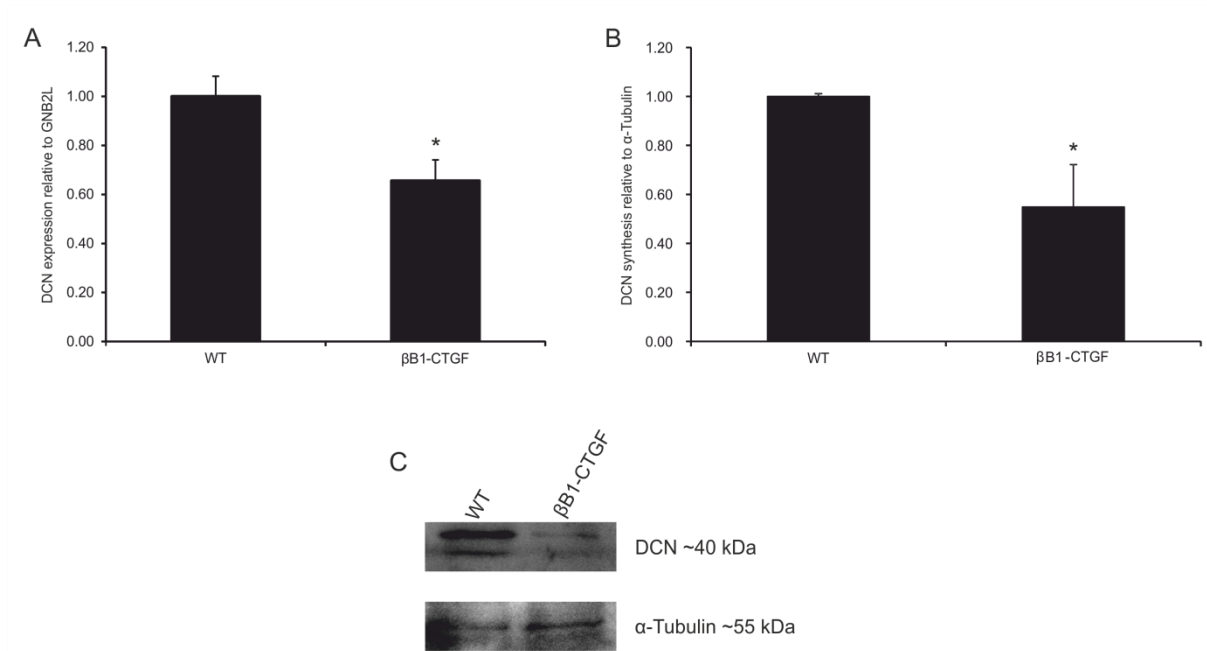 A
DCN expression relative to GNB2L
1.20
1.00
0.80
0.60
0.40
0.20
0.00
*
WT
βB1-CTGF
B
DCN synthesis relative to α-Tubulin
1.20
1.00
0.80
0.60
0.40
0.20
0.00
*
WT
βB1-CTGF
C
WT
βB1-CTGF
DCN ~40 kDa
α-Tubulin ~55 kDa